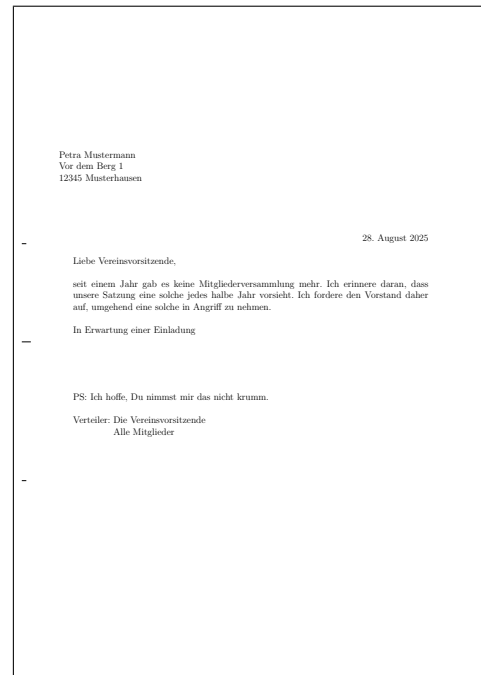 Petra Mustermann
Vor dem Berg 1
12345 Musterhausen
28. August 2025
Liebe Vereinsvorsitzende,
seit einem Jahr gab es keine Mitgliederversammlung mehr. Ich erinnere daran, dass
unsere Satzung eine solche jedes halbe Jahr vorsieht. Ich fordere den Vorstand daher
auf, umgehend eine solche in Angriff zu nehmen.
In Erwartung einer Einladung
PS: Ich hoffe, Du nimmst mir das nicht krumm.
Verteiler: Die Vereinsvorsitzende
Alle Mitglieder